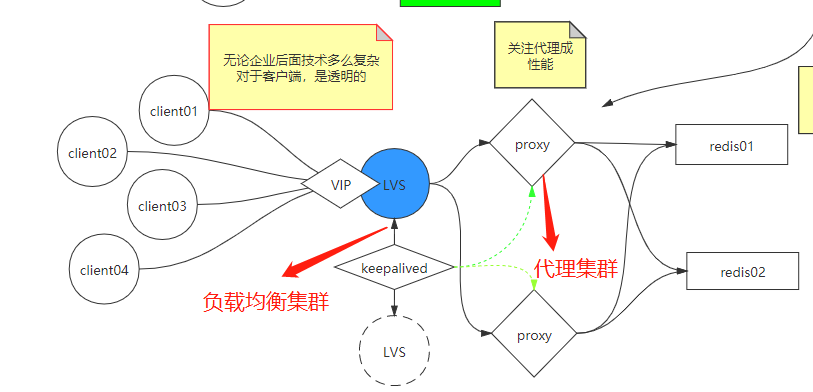 无论企业后面技术多么复杂
对于客户端，是透明的
关注代理成
性能
client01
client02
client03
client04
VIP
LVS
proxy
redis01
keepalived
代理集群
redis02
负载均衡集群
proxy
LVS